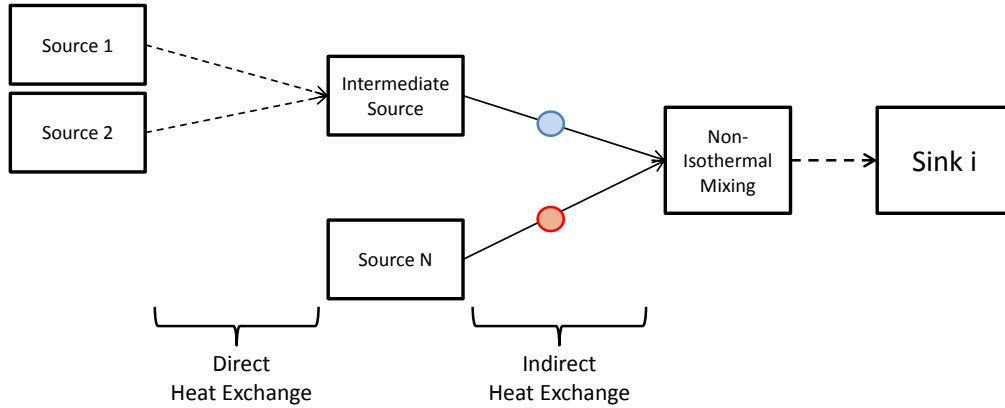 Source 1
Source 2
Intermediate
Source
Source N
Non-
Isothermal
Mixing
Sink i
Direct
Heat Exchange
Indirect
Heat Exchange